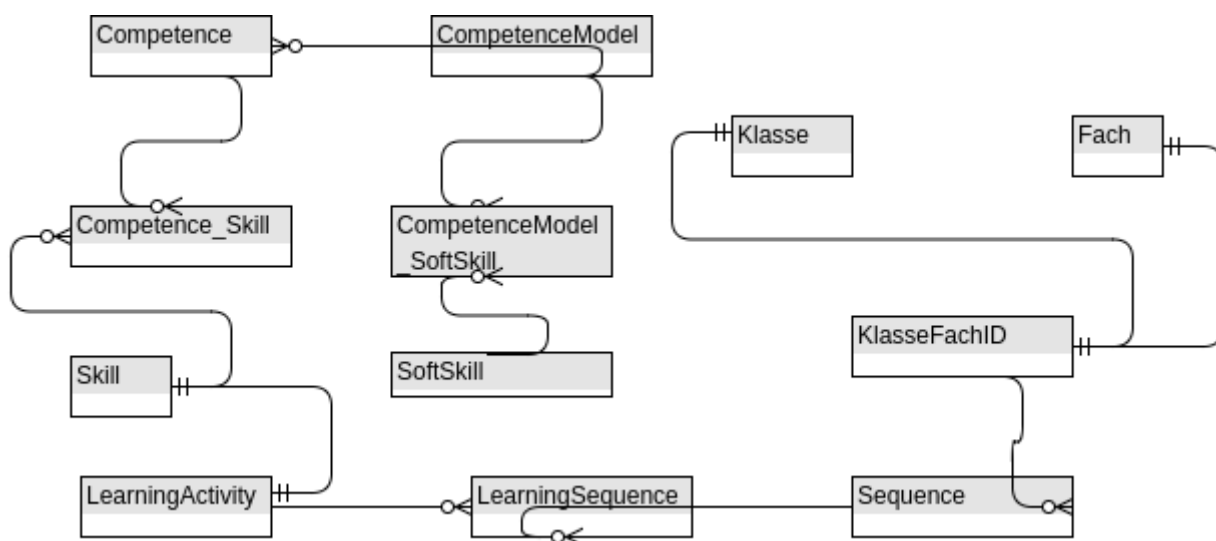 Competence
CompetenceModel
Klasse
Fach
Competence_Skill
CompetenceModel
_SoftSkill
KlasseFachID
Skill
SoftSkill
LearningActivity
LearningSequence
Sequence